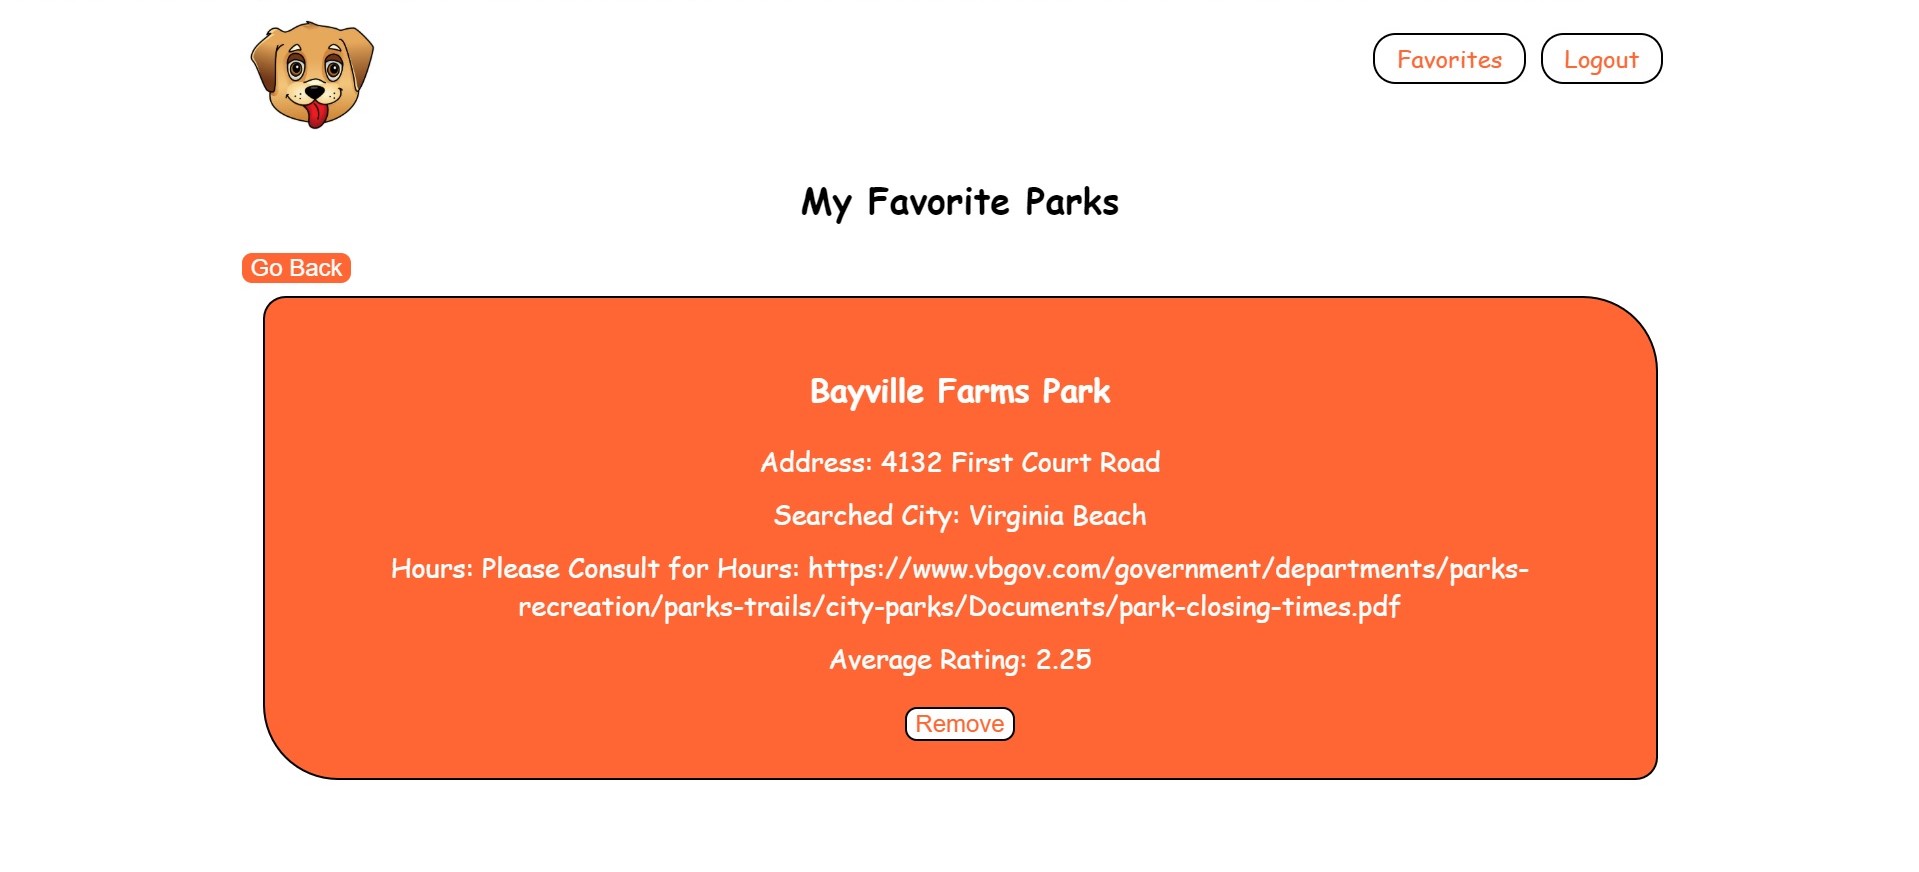 Favorites
Logout
My Favorite Parks
Go Back
Bayville Farms Park
Address: 4132 First Court Road
Searched City: Virginia Beach
Hours: Please Consult for Hours: https://www.vbgov.com/government/departments/parks-
recreation/parks-trails/city-parks/Documents/park-closing-times.pdf
Average Rating: 2.25
Remove